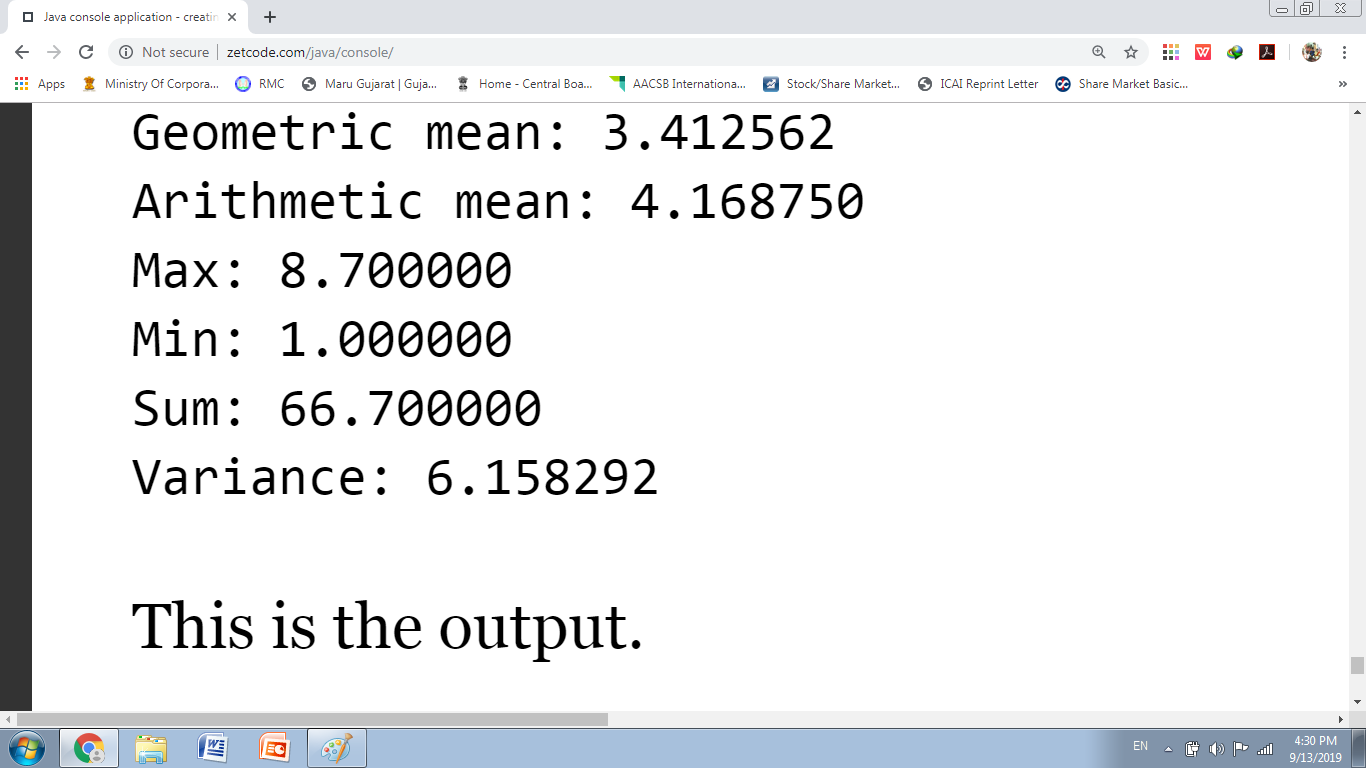 Java console application - creatin
Not secure
zetcode.com/java/console/
Apps
Ministry Of Corpora...
RMC
Maru Gujarat | Guja...
Home - Central Boa...
AACSB Internationa...
Stock/Share Market...
ICAI Reprint Letter
Share Market Basic...
»
Geometric mean: 3.412562
Arithmetic mean: 4.168750
Max: 8.700000
Min: 1.000000
Sum: 66.700000
Variance: 6.158292
This is the output.
EN
4:30 PM
9/13/2019